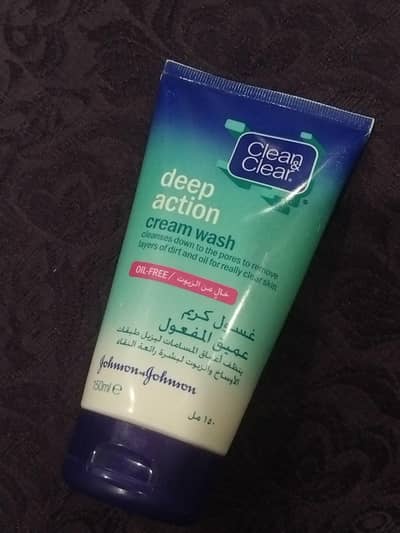 Clean &
Clear®
deep
action
cream wash
cleanses down to the pores to remove
layers of dirt and oil for really clear skin
OIL-FREE / خالٍ من الزيوت
غسول كريم
عميق المفعول
ينظف أعماق المسامات ليزيل طبقات
الأوساخ والزيوت لبشرة رائعة النقاء
Johnson & Johnson
150ml e
١٥٠ مل